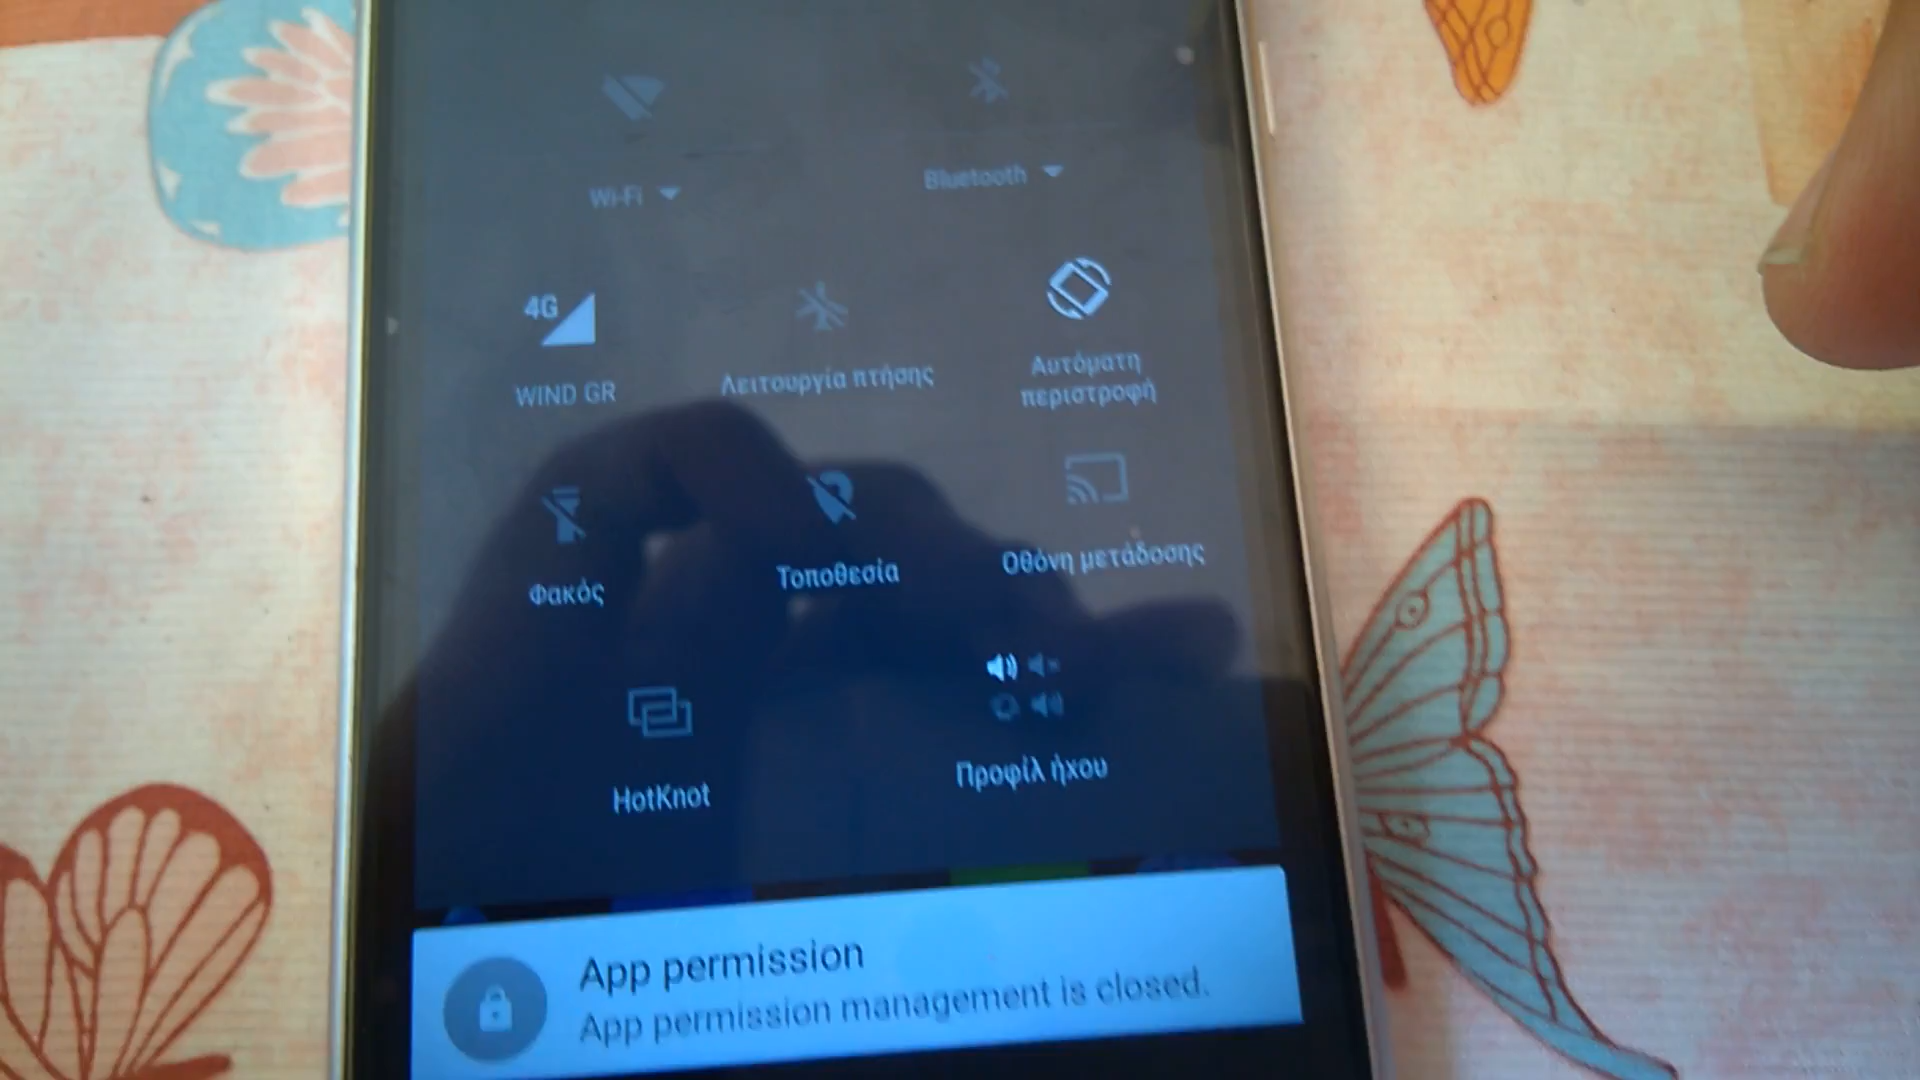 Wi-Fi
Bluetooth
4G
WIND GR
Λειτουργία πτήσης
Αυτόματη
περιστροφή
Φακός
Τοποθεσία
Οθόνη μετάδοσης
HotKnot
Προφίλ ήχου
App permission
App permission management is closed.